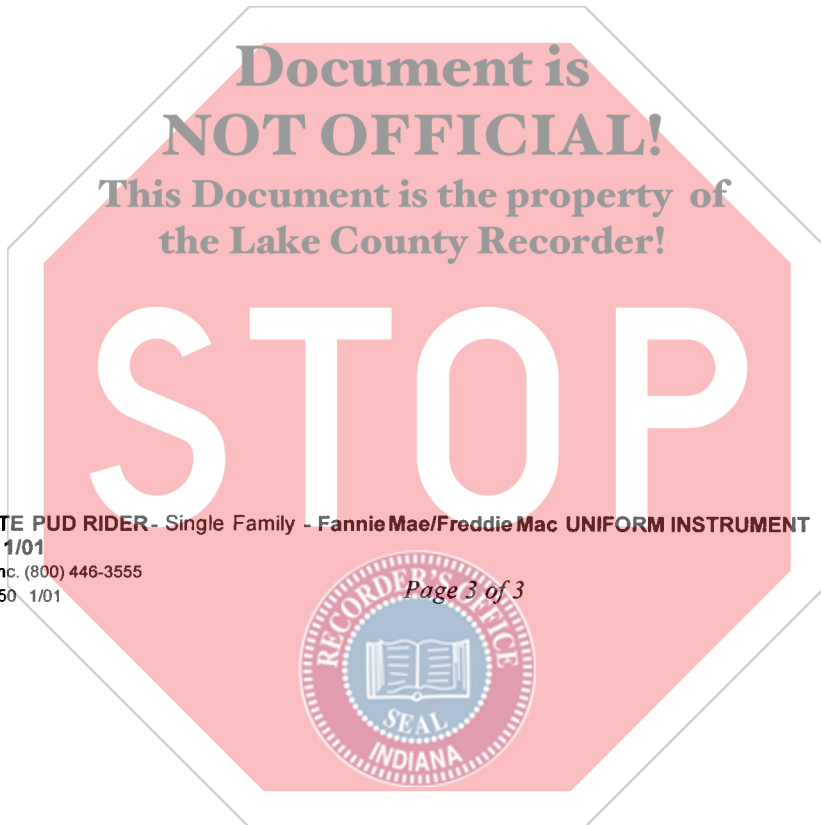 Document is
NOT OFFICIAL!
This Document is the property of
the Lake County Recorder!
STOP
TE PUD RIDER- Single Family - Fannie Mae/Freddie Mac UNIFORM INSTRUMENT
1/01
nc. (800) 446-3555
50 1/01
Page 3 of 3
RECORDER'S OFFICE
SEAL
INDIANA